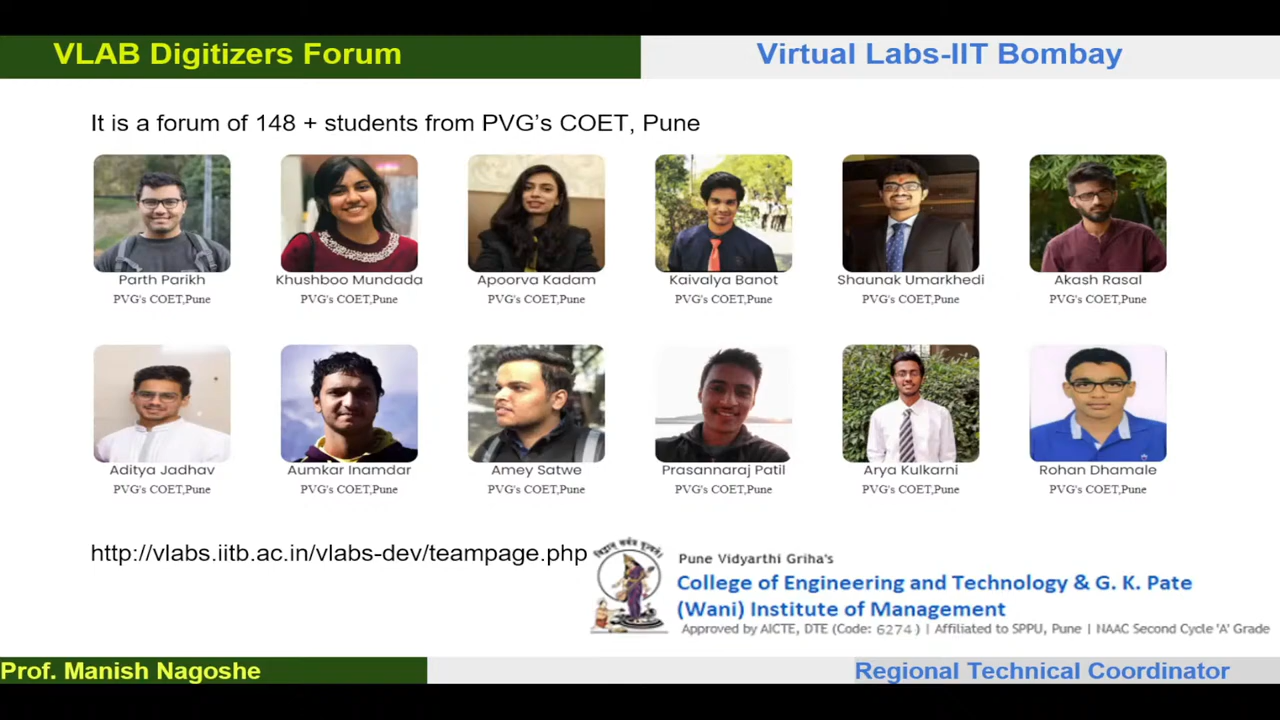 VLAB Digitizers Forum
Virtual Labs-IIT Bombay
It is a forum of 148 + students from PVG’s COET, Pune
Parth Parikh
PVG's COET,Pune
Khushboo Mundada
PVG's COET,Pune
Apoorva Kadam
PVG's COET,Pune
Kaivalya Banot
PVG's COET,Pune
Shaunak Umarkhedi
PVG's COET,Pune
Akash Rasal
PVG's COET,Pune
Aditya Jadhav
PVG's COET,Pune
Aumkar Inamdar
PVG's COET,Pune
Amey Satwe
PVG's COET,Pune
Prasannaraj Patil
PVG's COET,Pune
Arya Kulkarni
PVG's COET,Pune
Rohan Dhamale
PVG's COET,Pune
http://vlabs.iitb.ac.in/vlabs-dev/teampage.php
Pune Vidyarthi Griha's
College of Engineering and Technology & G. K. Pate
(Wani) Institute of Management
Approved by AICTE, DTE (Code: 6274) | Affiliated to SPPU, Pune | NAAC Second Cycle 'A' Grade
Prof. Manish Nagoshe
Regional Technical Coordinator